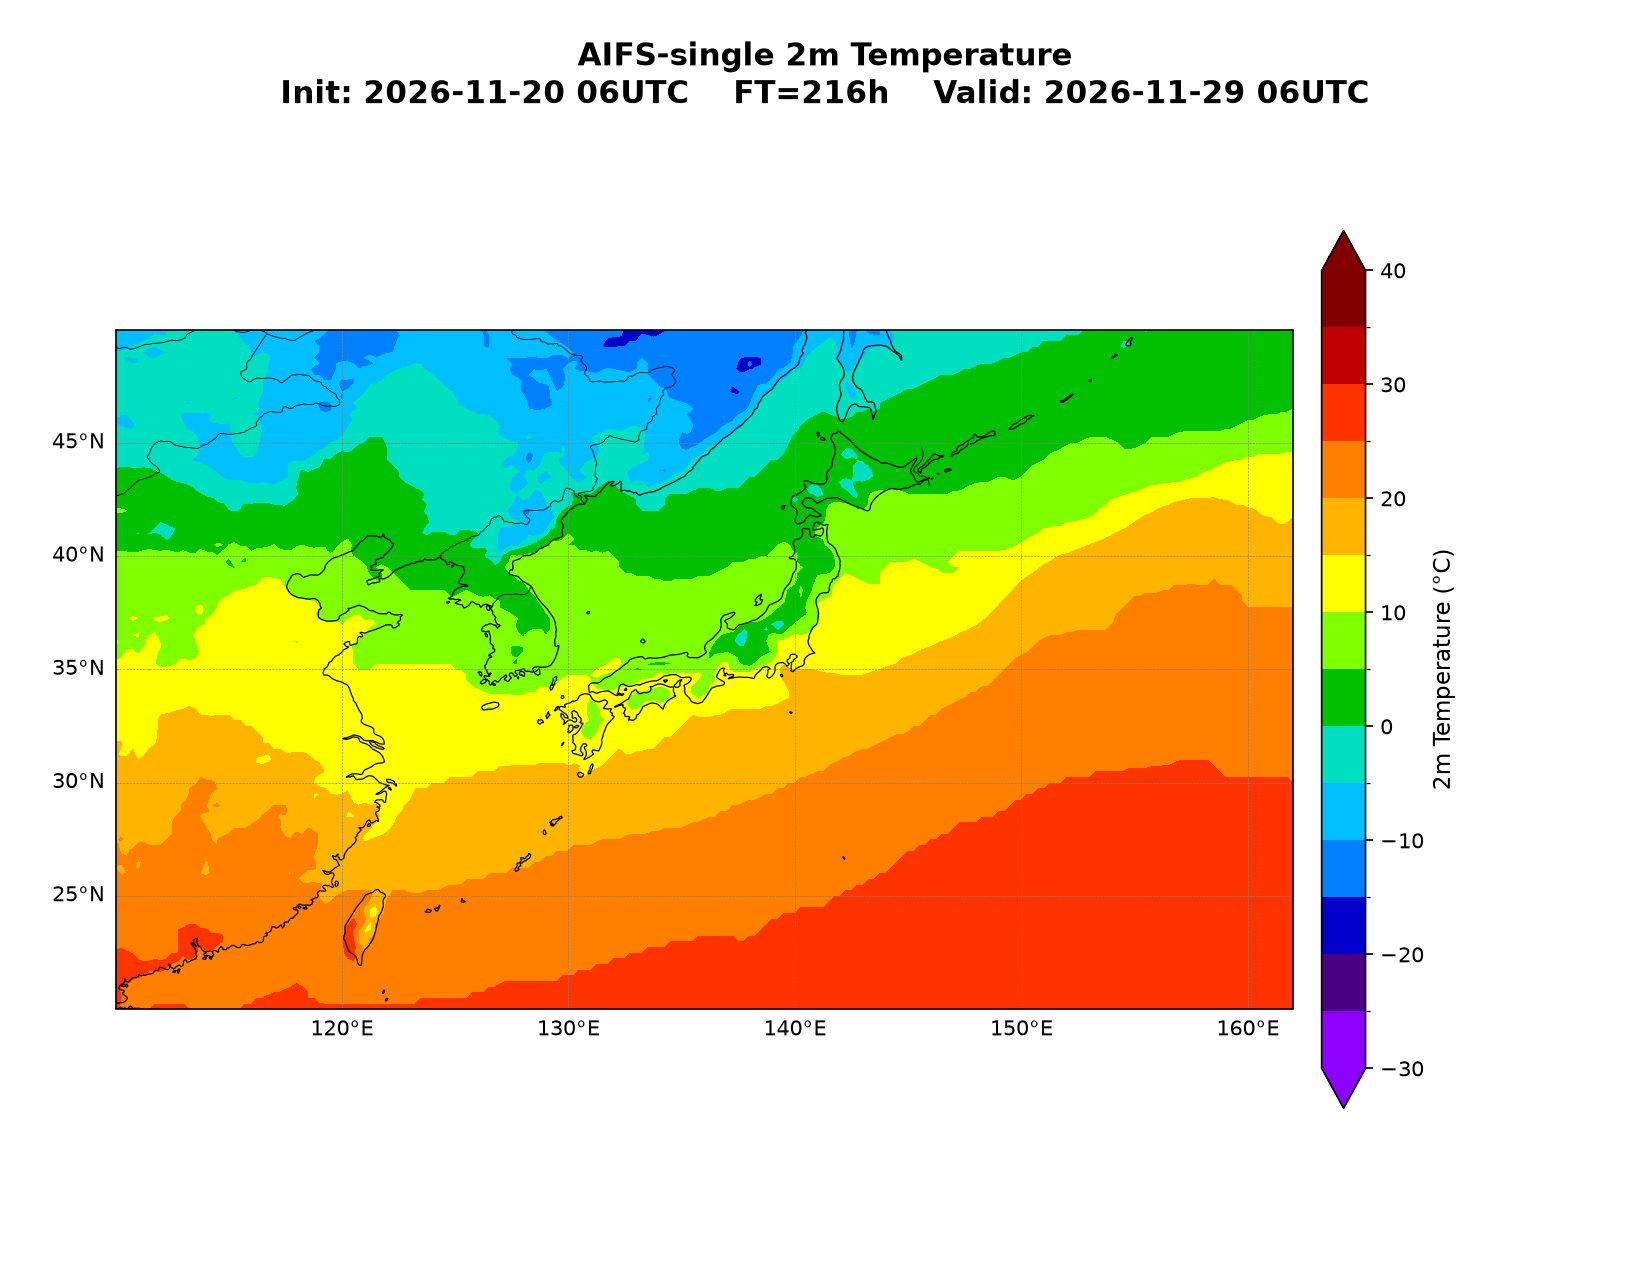 AIFS-single 2m Temperature
Init: 2026-11-20 06UTC    FT=216h    Valid: 2026-11-29 06UTC
45°N
40°N
35°N
30°N
25°N
120°E
130°E
140°E
150°E
160°E
40
30
20
10
0
−10
−20
−30
2m Temperature (°C)